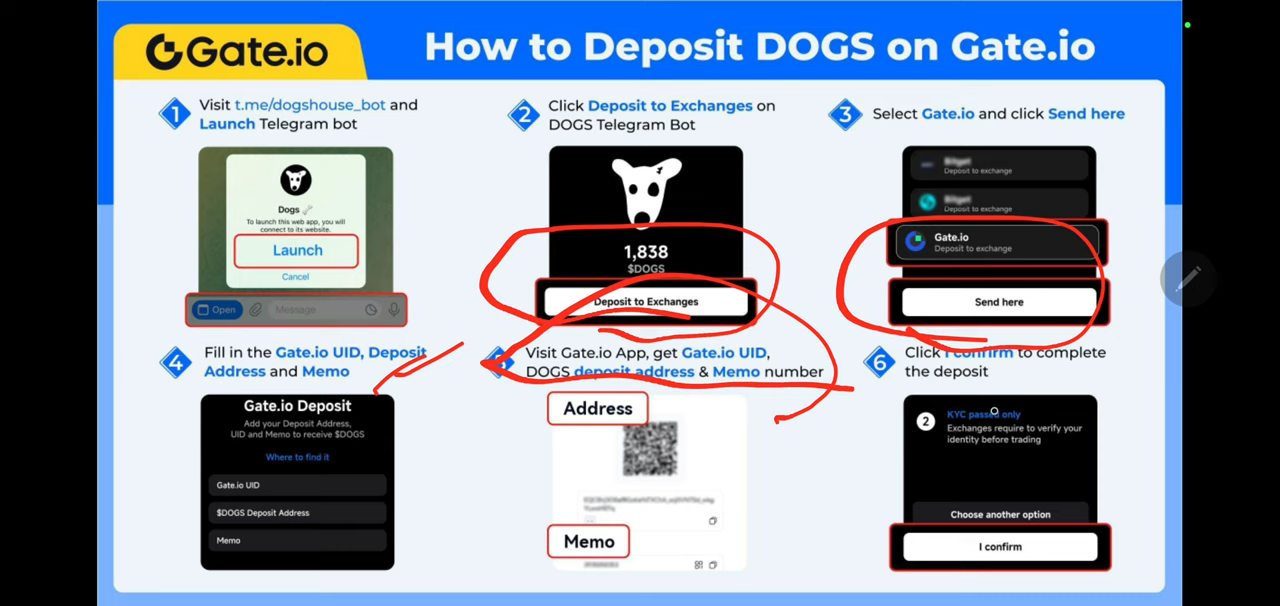 Gate.io
How to Deposit DOGS on Gate.io
1
Visit t.me/dogshouse_bot and
Launch Telegram bot
Dogs 🦴
To launch this web app, you will
connect to its website.
Launch
Cancel
Open
Message
2
Click Deposit to Exchanges on
DOGS Telegram Bot
1,838
$DOGS
Deposit to Exchanges
3
Select Gate.io and click Send here
Deposit to exchange
Deposit to exchange
Gate.io
Deposit to exchange
Send here
4
Fill in the Gate.io UID, Deposit
Address and Memo
Gate.io Deposit
Add your Deposit Address,
UID and Memo to receive $DOGS
Where to find it
Gate.io UID
$DOGS Deposit Address
Memo
Visit Gate.io App, get Gate.io UID,
DOGS deposit address & Memo number
Address
Memo
6
Click I confirm to complete
the deposit
2
KYC passed only
Exchanges require to verify your
identity before trading
Choose another option
I confirm